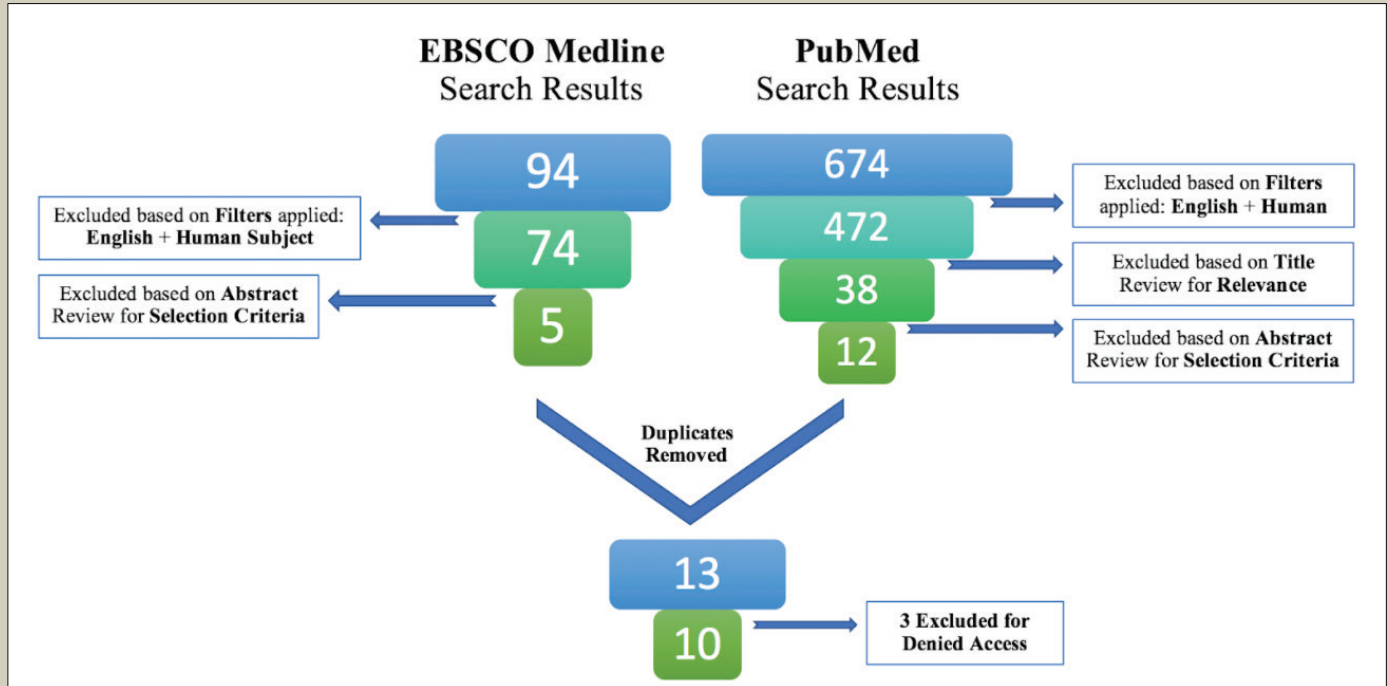 EBSCO Medline
Search Results
94
74
5
Excluded based on Filters applied:
English + Human Subject
Excluded based on Abstract
Review for Selection Criteria
PubMed
Search Results
674
472
38
12
Excluded based on Filters
applied: English + Human
Excluded based on Title
Review for Relevance
Excluded based on Abstract
Review for Selection Criteria
Duplicates
Removed
13
10
3 Excluded for
Denied Access